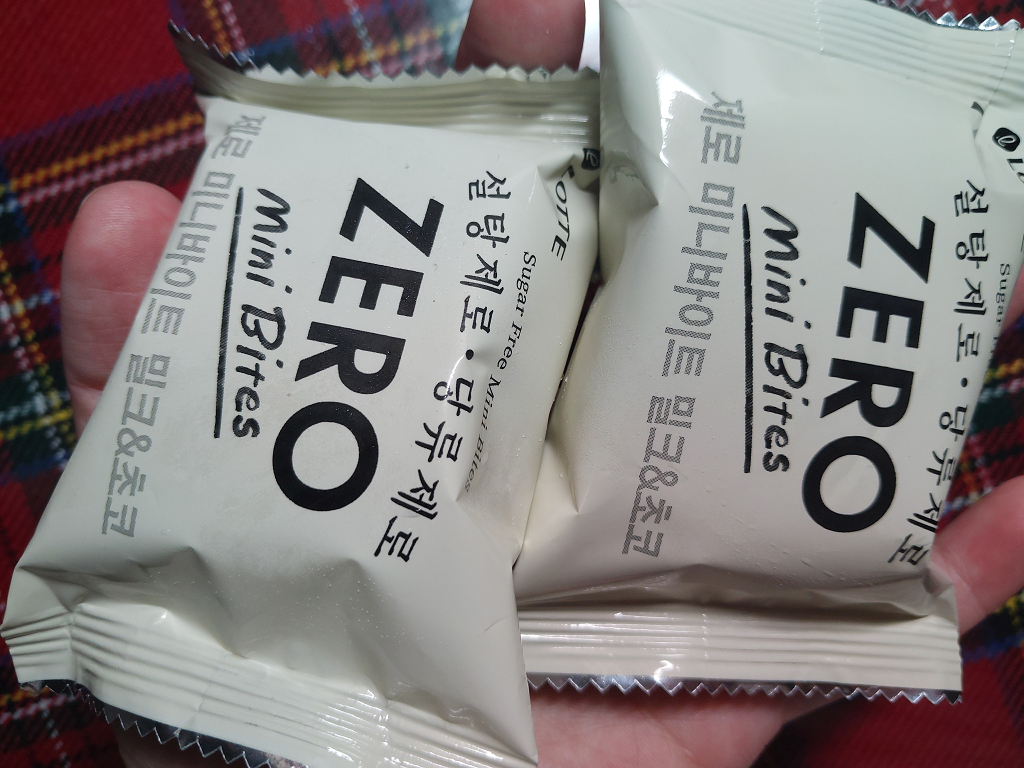 LOTTE
Sugar Free Mini Bites
설탕제로·당류제로
ZERO
Mini Bites
제로 미니바이트 밀크&초코
Sugar
설탕제로·당류제로
ZERO
Mini Bites
제로 미니바이트 밀크&초코